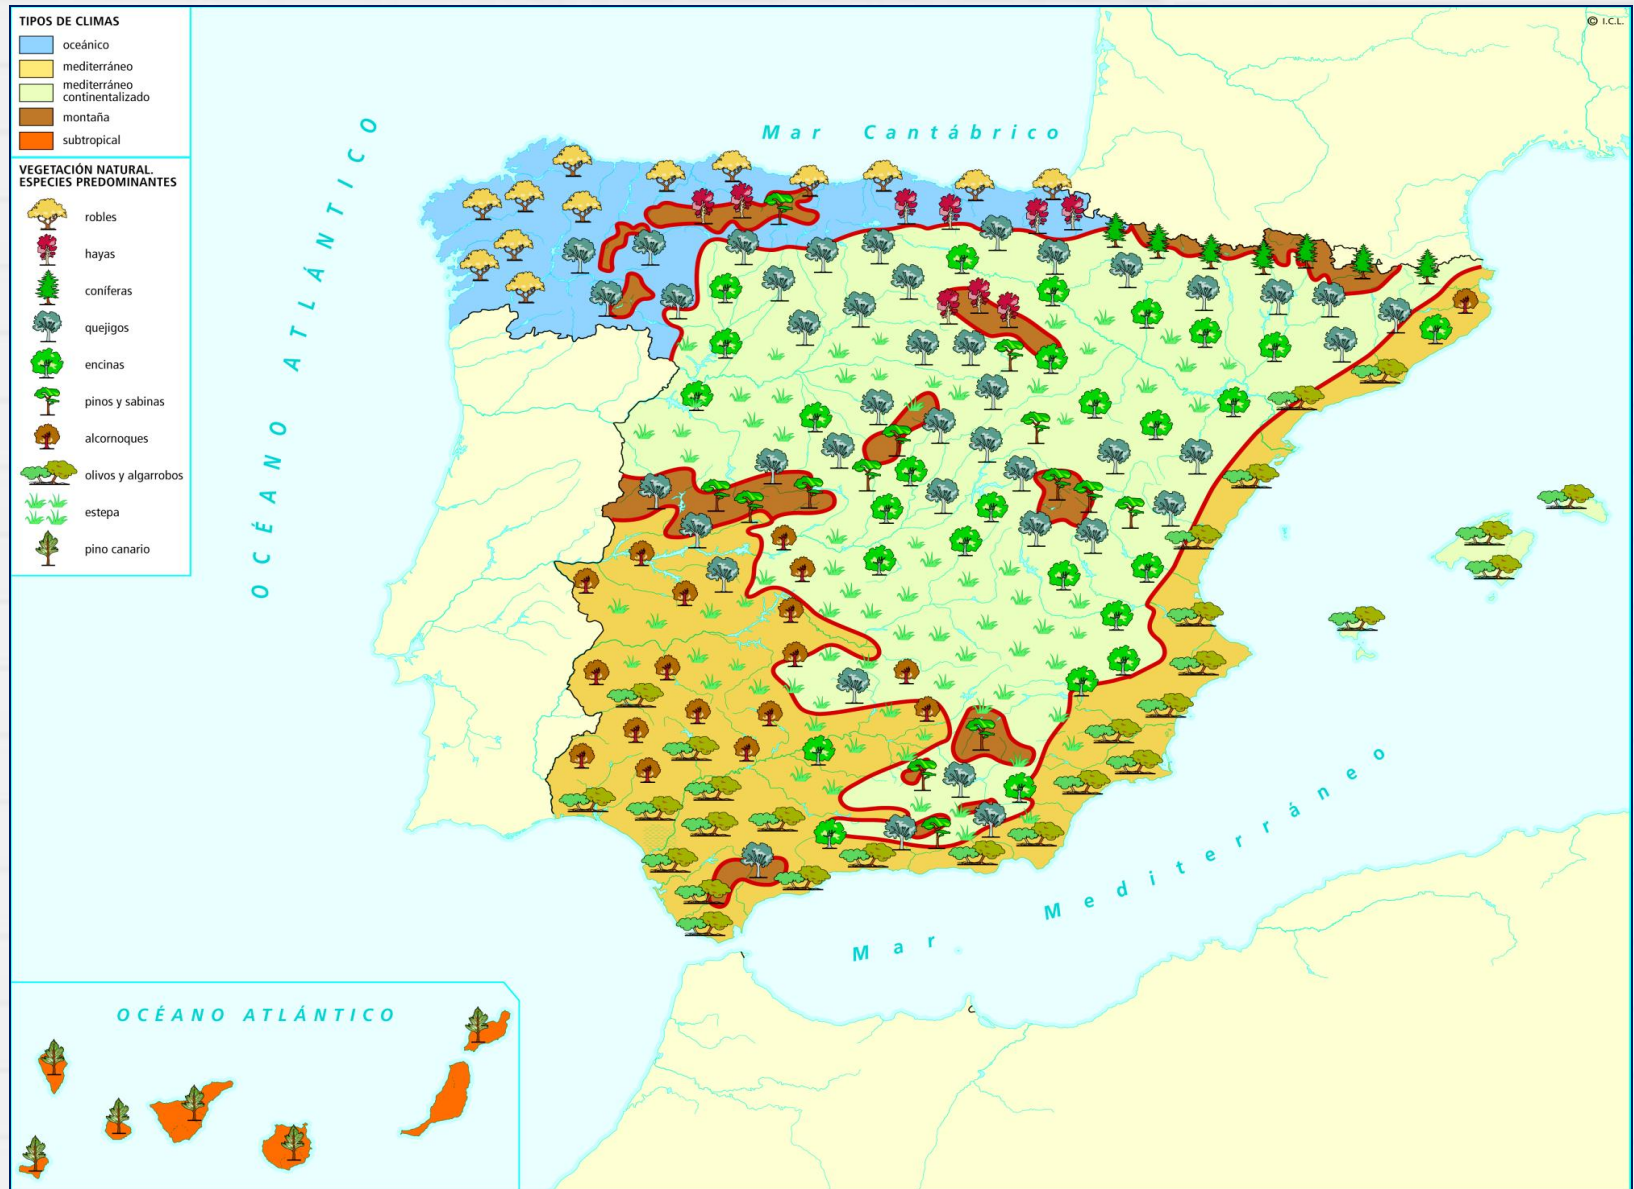 TIPOS DE CLIMAS
oceánico
mediterráneo
mediterráneo
continentalizado
montaña
subtropical
VEGETACIÓN NATURAL.
ESPECIES PREDOMINANTES
robles
hayas
coníferas
quejigos
encinas
pinos y sabinas
alcornoques
olivos y algarrobos
estepa
pino canario
© I.C.L.
Mar Cantábrico
OCÉANO ATLÁNTICO
Mar Mediterráneo
OCÉANO ATLÁNTICO